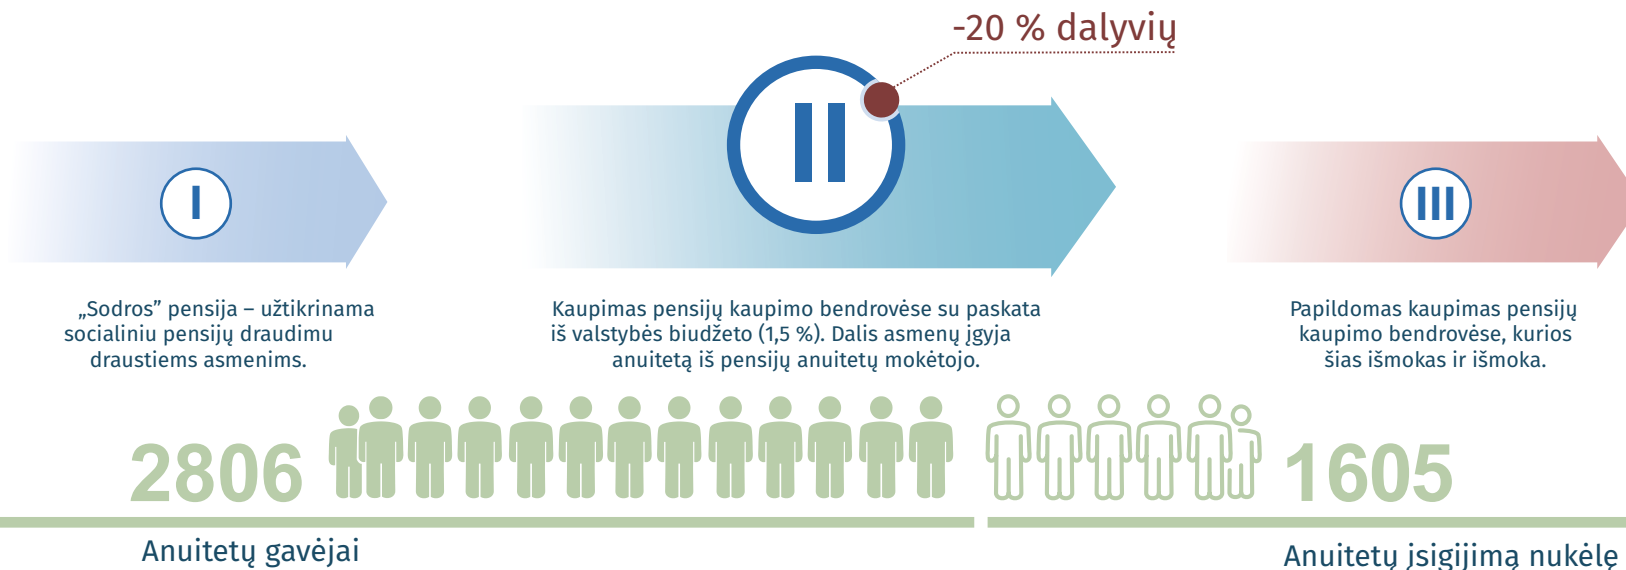 -20 % dalyvių
I
II
III
„Sodros” pensija – užtikrinama
socialiniu pensijų draudimu
draustiems asmenims.
Kaupimas pensijų kaupimo bendrovėse su paskata
iš valstybės biudžeto (1,5 %). Dalis asmenų įgyja
anuitetą iš pensijų anuitetų mokėtojo.
Papildomas kaupimas pensijų
kaupimo bendrovėse, kurios
šias išmokas ir išmoka.
2806
1605
Anuitetų gavėjai
Anuitetų įsigijimą nukėlę